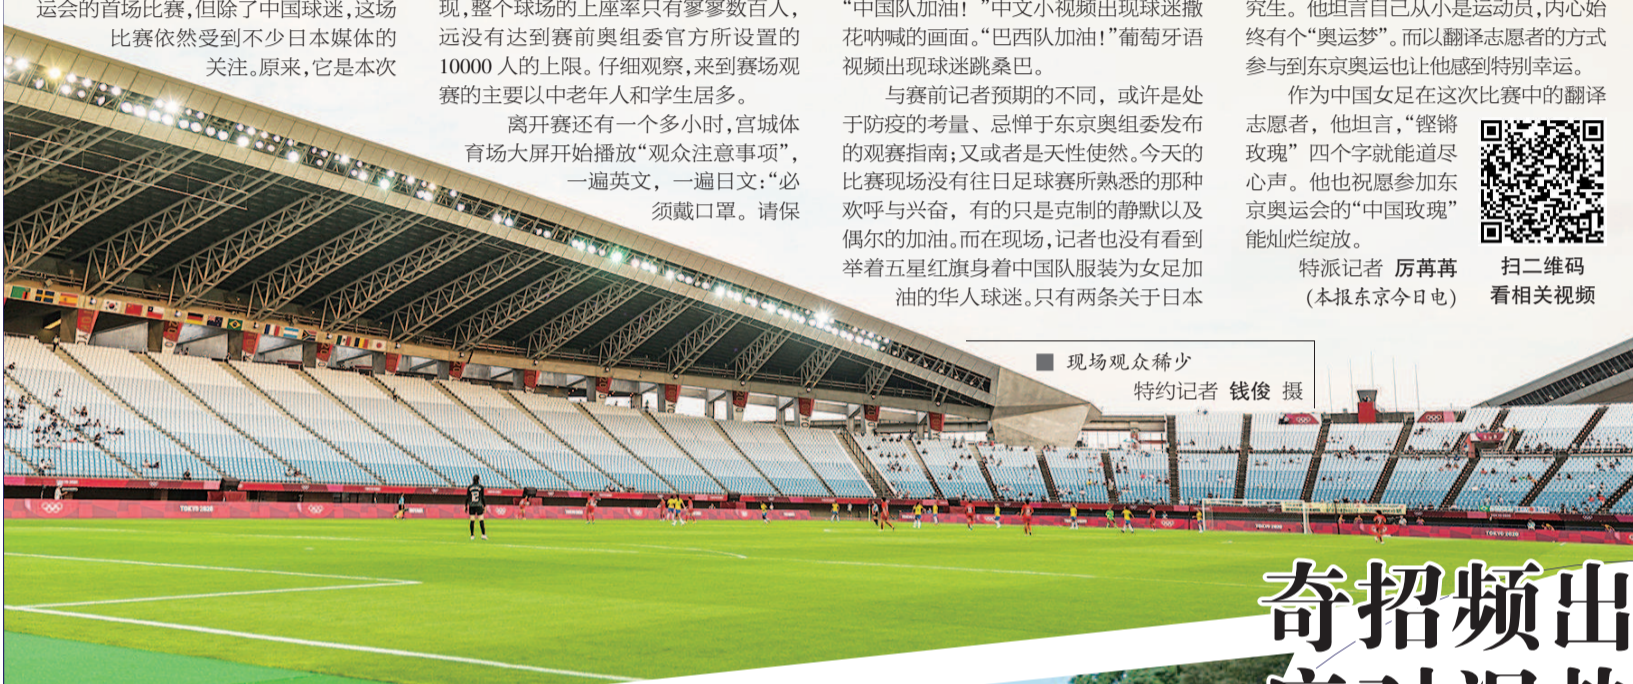 运会的首场比赛,但除了中国球迷,这场
比赛依然受到不少日本媒体的
关注。原来,它是本次
现,整个球场的上座率只有寥寥数百人,
远没有达到赛前奥组委官方所设置的
10000 人的上限。仔细观察,来到赛场观
赛的主要以中老年人和学生居多。
离开赛还有一个多小时,宫城体
育场大屏开始播放“观众注意事项”,
一遍英文，一遍日文:“必
须戴口罩。请保
“中国队加油！”中文小视频出现球迷撒
花呐喊的画面。“巴西队加油!”葡萄牙语
视频出现球迷跳桑巴。
与赛前记者预期的不同，或许是处
于防疫的考量、忌惮于东京奥组委发布
的观赛指南;又或者是天性使然。今天的
比赛现场没有往日足球赛所熟悉的那种
欢呼与兴奋，有的只是克制的静默以及
偶尔的加油。而在现场,记者也没有看到
举着五星红旗身着中国队服装为女足加
油的华人球迷。只有两条关于日本
究生。他坦言自己从小是运动员,内心始
终有个“奥运梦”。而以翻译志愿者的方式
参与到东京奥运也让他感到特别幸运。
作为中国女足在这次比赛中的翻译
志愿者，他坦言,“铿锵
玫瑰”四个字就能道尽
心声。他也祝愿参加东
京奥运会的“中国玫瑰”
能灿烂绽放。
特派记者 厉苒苒
(本报东京今日电)
扫二维码
看相关视频
■ 现场观众稀少
特约记者 钱俊 摄
TOKYO 2020
TOKYO 2020
TOKYO 2020
奇招频出